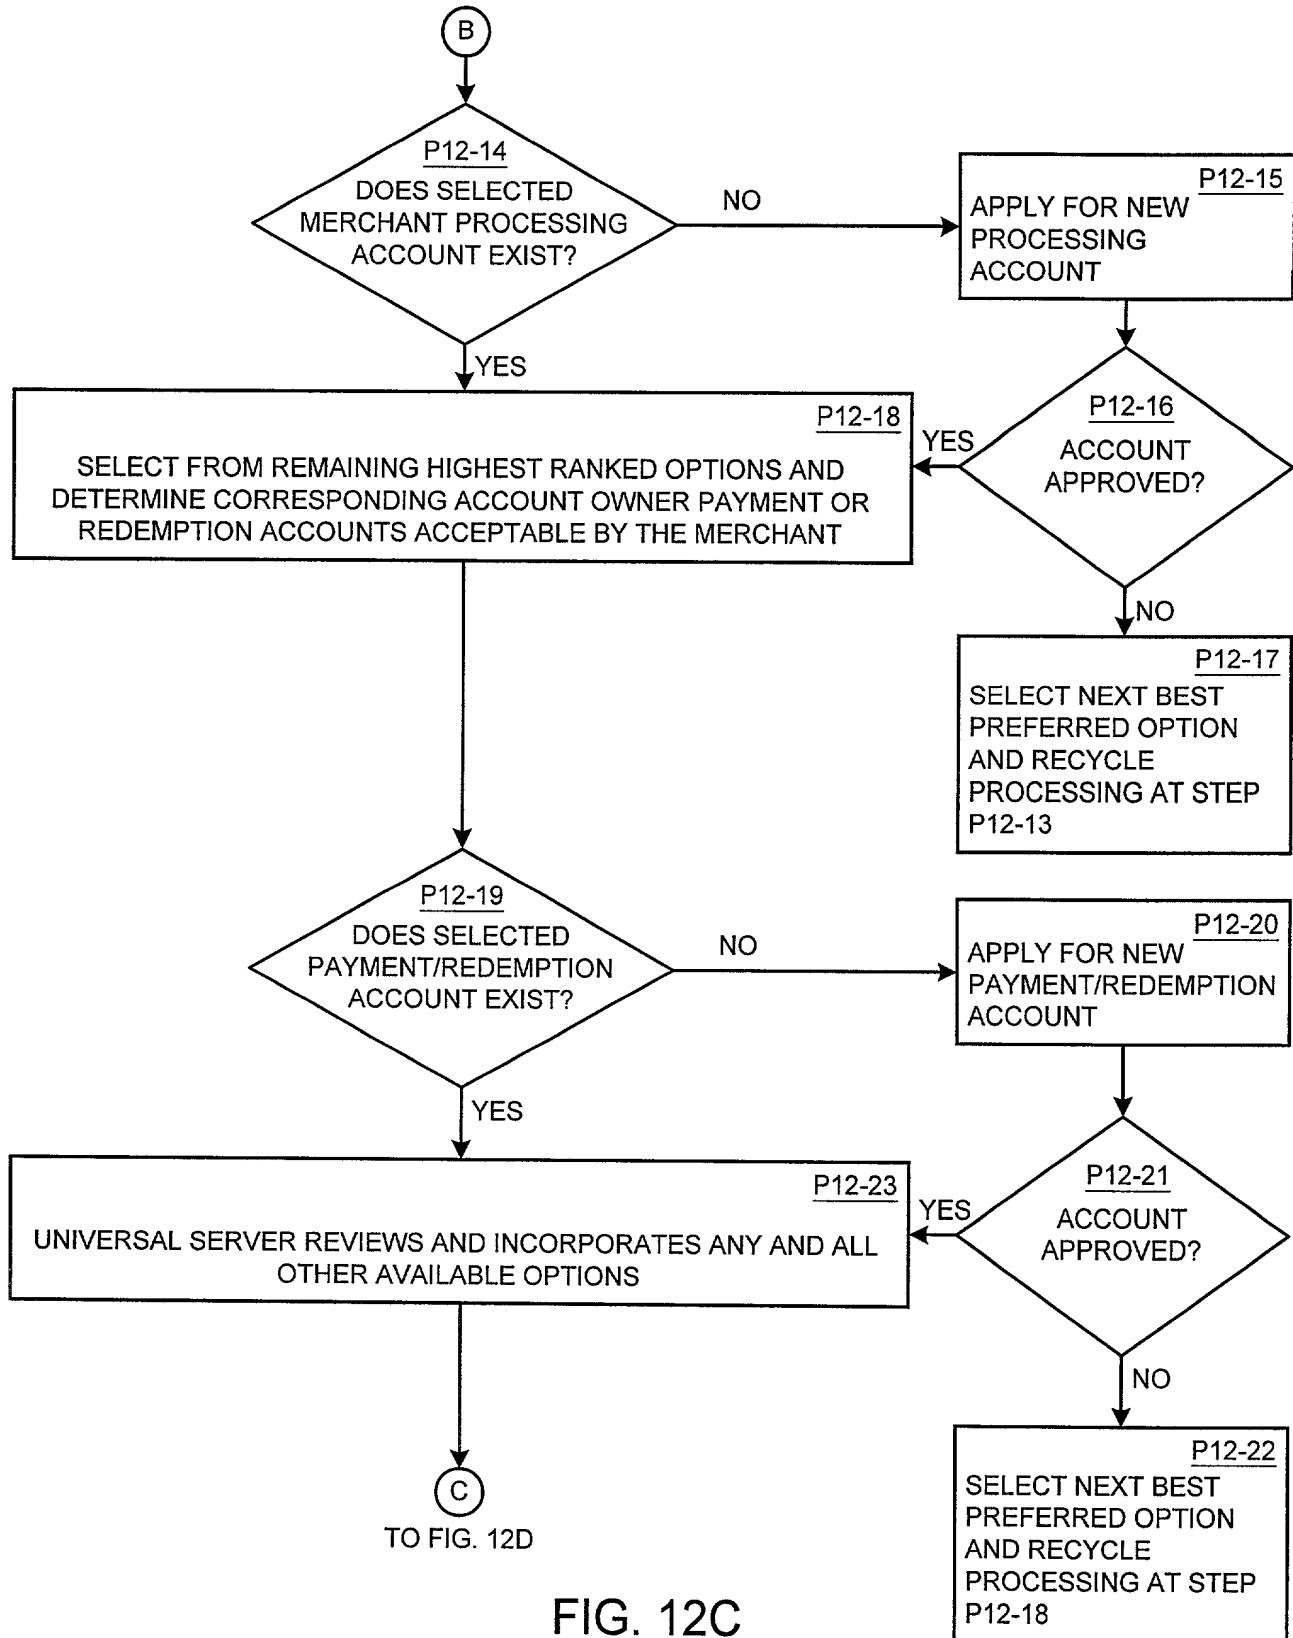 B
P12-14
DOES SELECTED
MERCHANT PROCESSING
ACCOUNT EXIST?
NO
P12-15
APPLY FOR NEW
PROCESSING
ACCOUNT
YES
P12-16
ACCOUNT
APPROVED?
YES
NO
P12-18
SELECT FROM REMAINING HIGHEST RANKED OPTIONS AND
DETERMINE CORRESPONDING ACCOUNT OWNER PAYMENT OR
REDEMPTION ACCOUNTS ACCEPTABLE BY THE MERCHANT
P12-17
SELECT NEXT BEST
PREFERRED OPTION
AND RECYCLE
PROCESSING AT STEP
P12-13
P12-19
DOES SELECTED
PAYMENT/REDEMPTION
ACCOUNT EXIST?
NO
P12-20
APPLY FOR NEW
PAYMENT/REDEMPTION
ACCOUNT
YES
P12-21
ACCOUNT
APPROVED?
YES
NO
P12-23
UNIVERSAL SERVER REVIEWS AND INCORPORATES ANY AND ALL
OTHER AVAILABLE OPTIONS
P12-22
SELECT NEXT BEST
PREFERRED OPTION
AND RECYCLE
PROCESSING AT STEP
P12-18
C
TO FIG. 12D
FIG. 12C